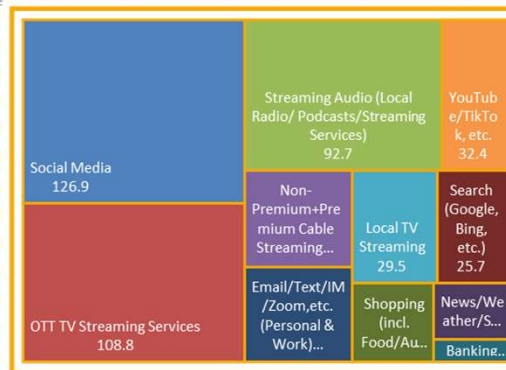 Social Media
126.9
OTT TV Streaming Services
108.8
Streaming Audio (Local
Radio/ Podcasts/Streaming
Services)
92.7
YouTub
e/TikTo
k, etc.
32.4
Non-
Premium+Pre
mium Cable
Streaming...
Local TV
Streaming
29.5
Search
(Google,
Bing,
etc.)
25.7
Email/Text/IM
/Zoom,etc.
(Personal &
Work)...
Shopping
(incl.
Food/Au...
News/We
ather/S...
Banking...